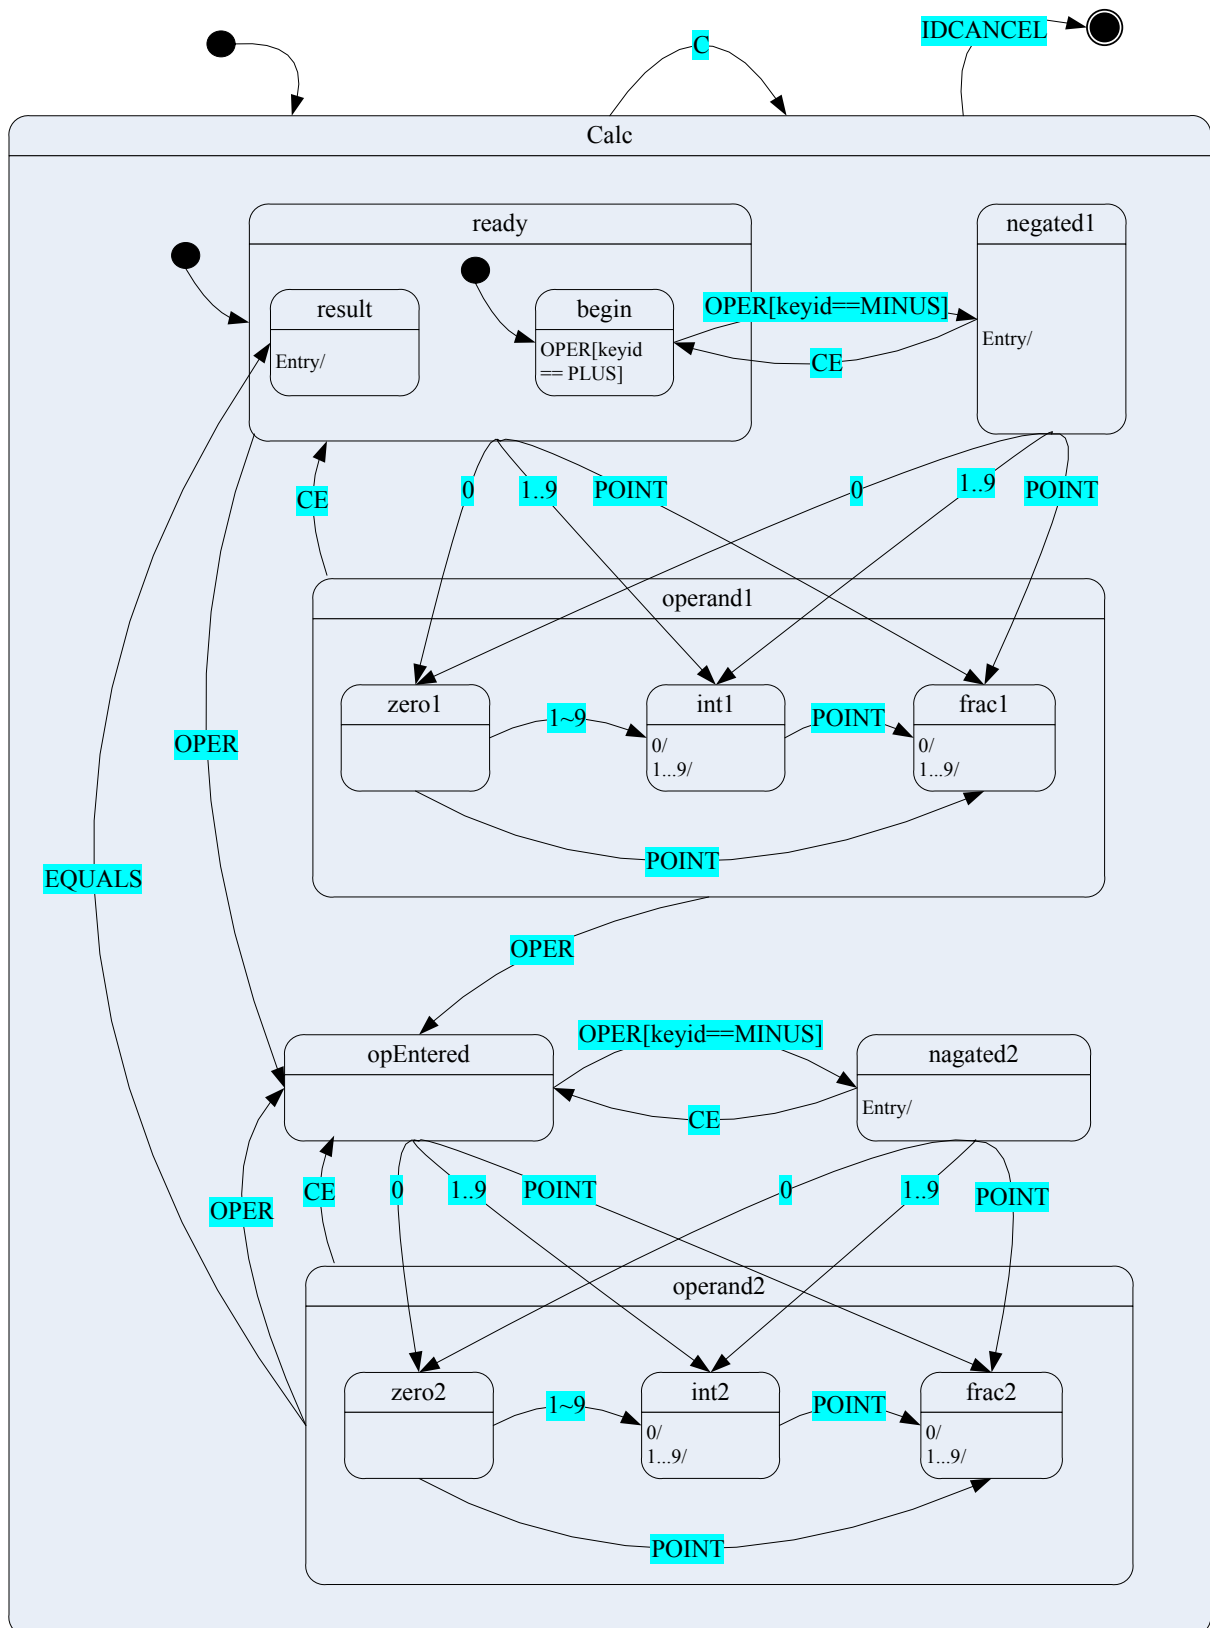 IDCANCEL
C
Calc
ready
negated1
result
begin
OPER[keyid==MINUS]
Entry/
OPER[keyid
== PLUS]
Entry/
CE
CE
0
1..9
POINT
0
1..9
POINT
operand1
zero1
int1
frac1
1~9
POINT
0/
1...9/
0/
1...9/
OPER
POINT
EQUALS
OPER
OPER[keyid==MINUS]
opEntered
nagated2
Entry/
CE
OPER
CE
0
1..9
POINT
0
1..9
POINT
operand2
zero2
int2
frac2
1~9
POINT
0/
1...9/
0/
1...9/
POINT